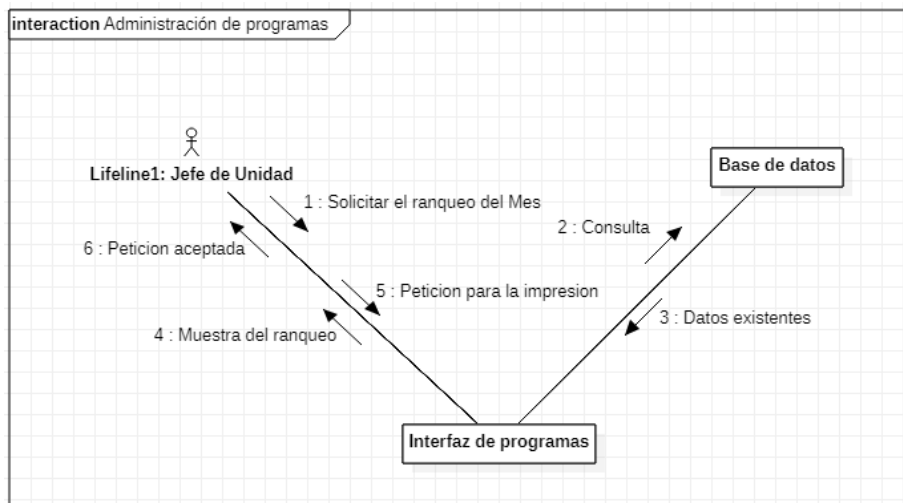 interaction Administración de programas
Lifeline1: Jefe de Unidad
Base de datos
1 : Solicitar el ranqueo del Mes
2 : Consulta
6 : Peticion aceptada
5 : Peticion para la impresion
3 : Datos existentes
4 : Muestra del ranqueo
Interfaz de programas